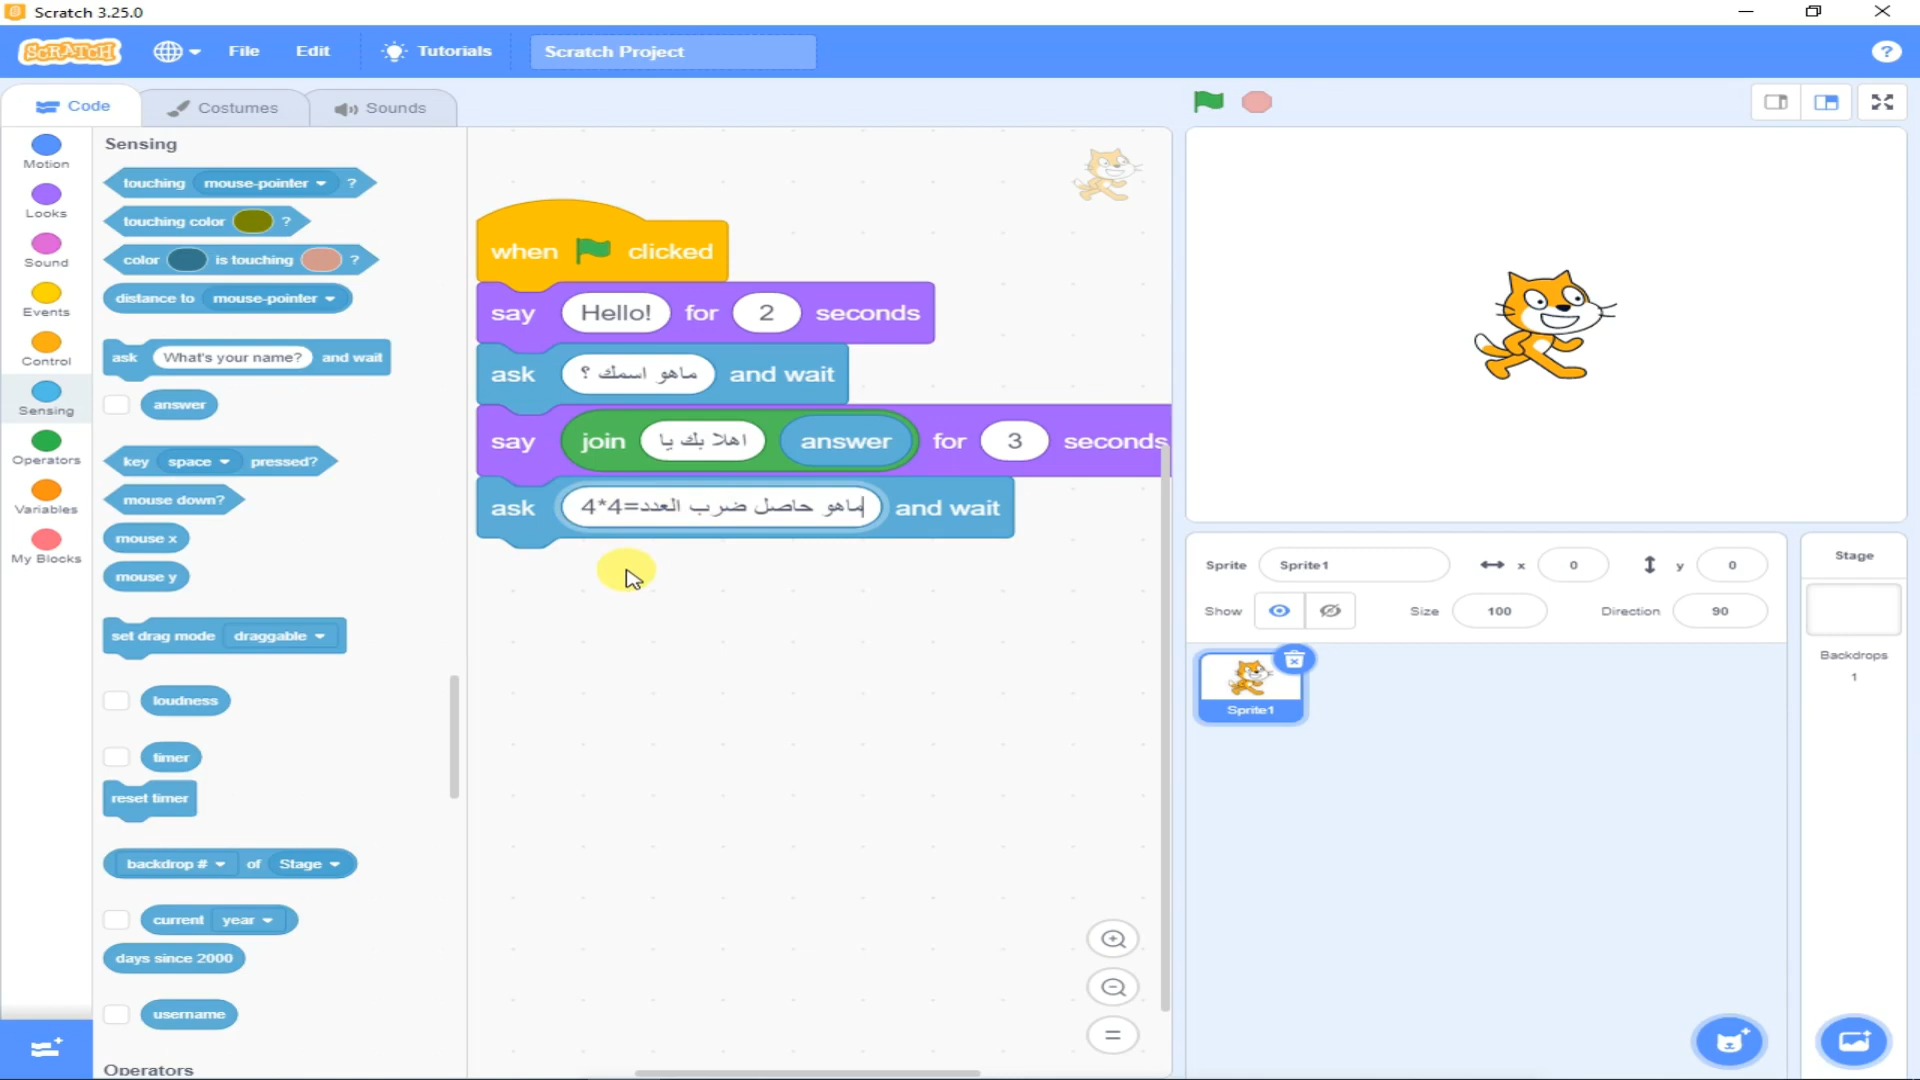 Scratch 3.25.0
SCRATCH File Edit Tutorials Scratch Project ?
Code Costumes Sounds
Motion
Looks
Sound
Events
Control
Sensing
Operators
Variables
My Blocks
Sensing
touching mouse-pointer ?
touching color ?
color is touching ?
distance to mouse-pointer
ask What's your name? and wait
answer
key space pressed?
mouse down?
mouse x
mouse y
set drag mode draggable
loudness
timer
reset timer
backdrop # of Stage
current year
days since 2000
username
Operators
when clicked
say Hello! for 2 seconds
ask ماهو اسمك ؟ and wait
say join اهلا بك يا answer for 3 seconds
ask ماهو حاصل ضرب العدد=4*4 and wait
Sprite Sprite1 x 0 y 0
Show Size 100 Direction 90
Sprite1
Stage
Backdrops
1